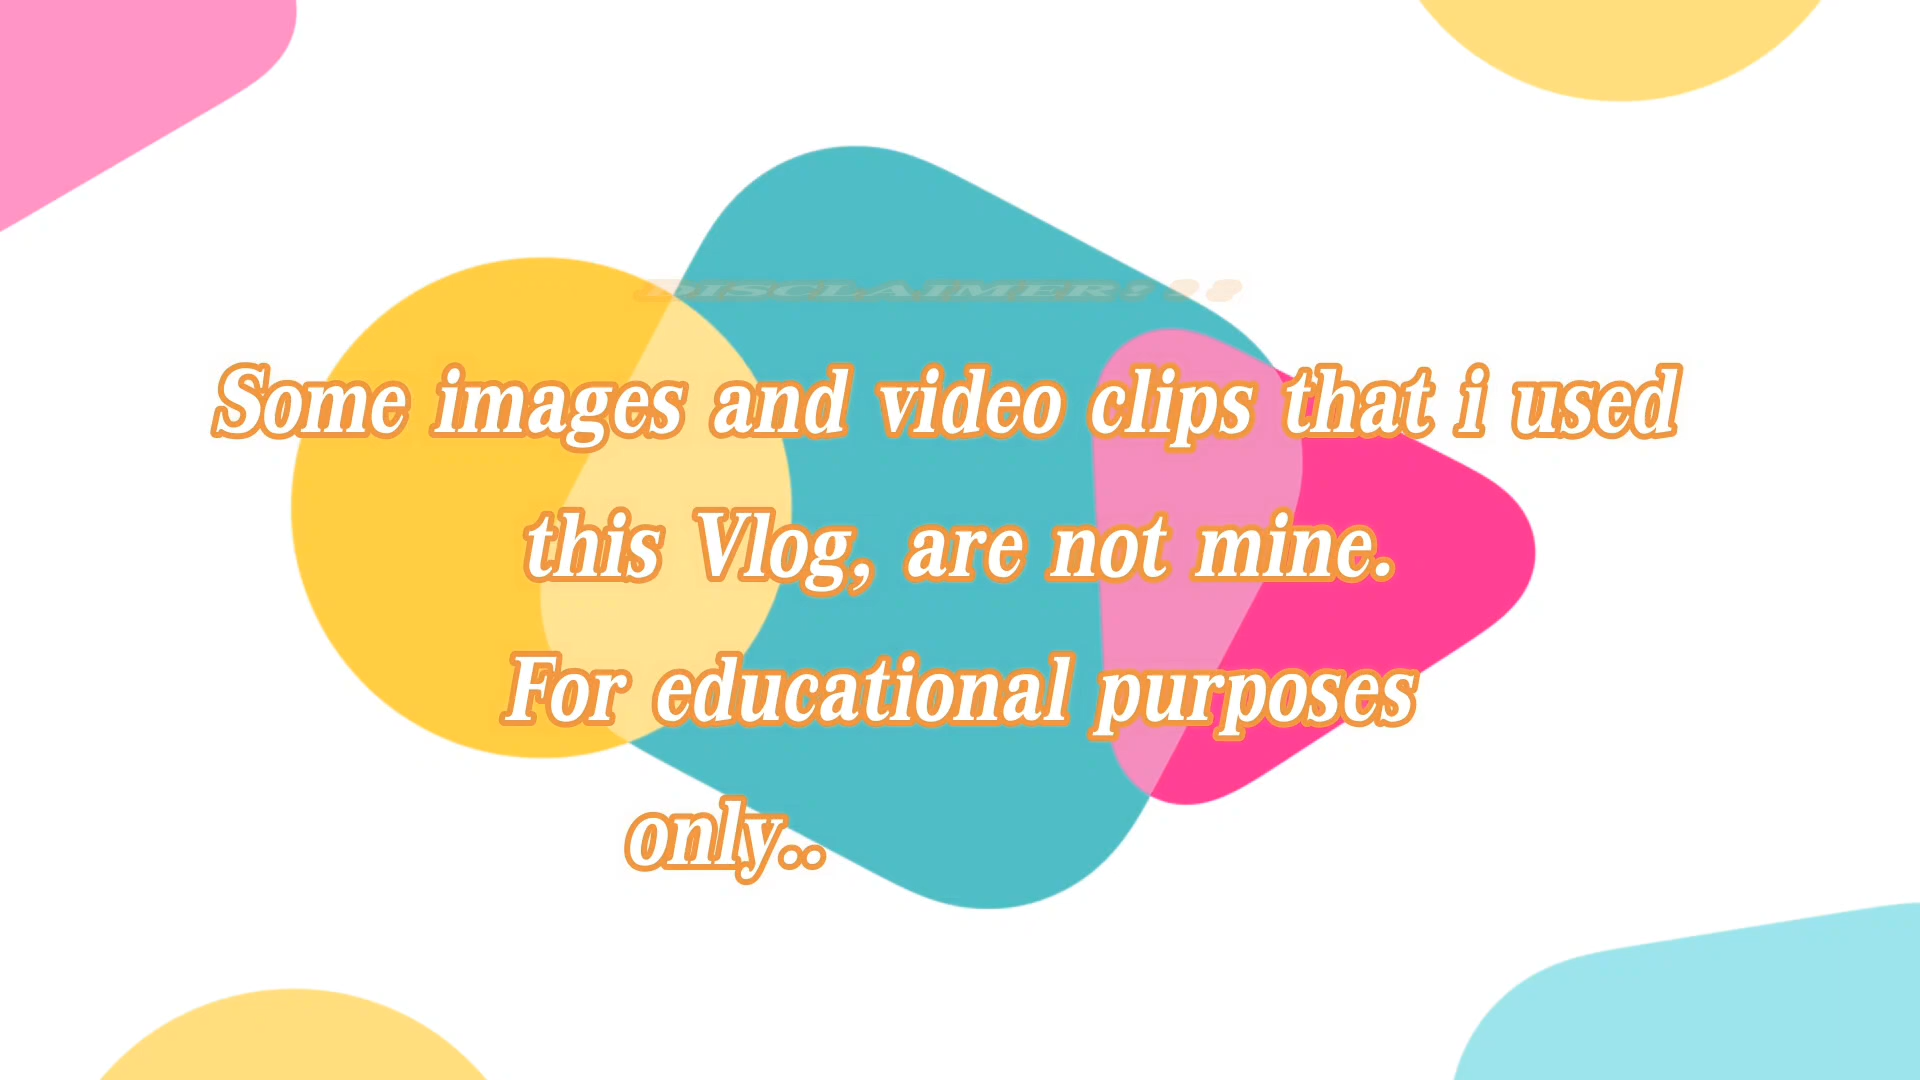 DISCLAIMER!??
Some images and video clips that i used
this Vlog, are not mine.
For educational purposes
only..